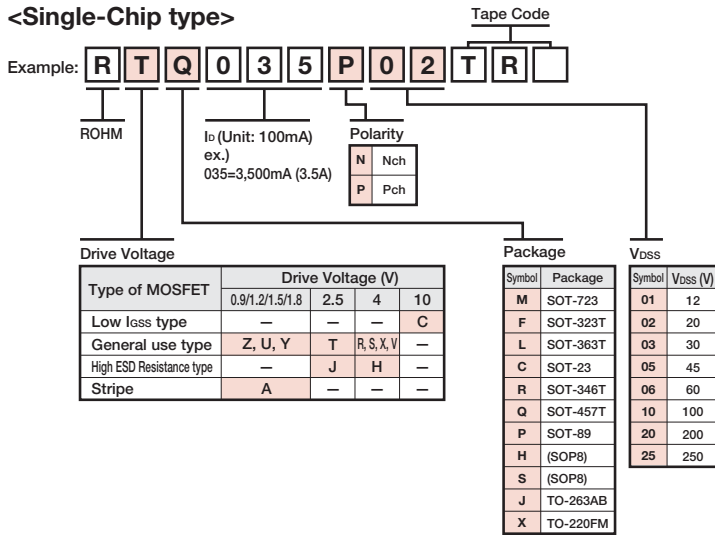 <Single-Chip type>
Tape Code
Example: R T Q 0 3 5 P 0 2 T R
ROHM
ID (Unit: 100mA)
ex.)
035=3,500mA (3.5A)
Polarity
N Nch
P Pch
Drive Voltage
Type of MOSFET Drive Voltage (V)
0.9/1.2/1.5/1.8 2.5 4 10
Low IGSS type — — — C
General use type Z, U, Y T R, S, X, V —
High ESD Resistance type — J H —
Stripe A — — —
Package
Symbol Package
M SOT-723
F SOT-323T
L SOT-363T
C SOT-23
R SOT-346T
Q SOT-457T
P SOT-89
H (SOP8)
S (SOP8)
J TO-263AB
X TO-220FM
VDSS
Symbol VDSS (V)
01 12
02 20
03 30
05 45
06 60
10 100
20 200
25 250